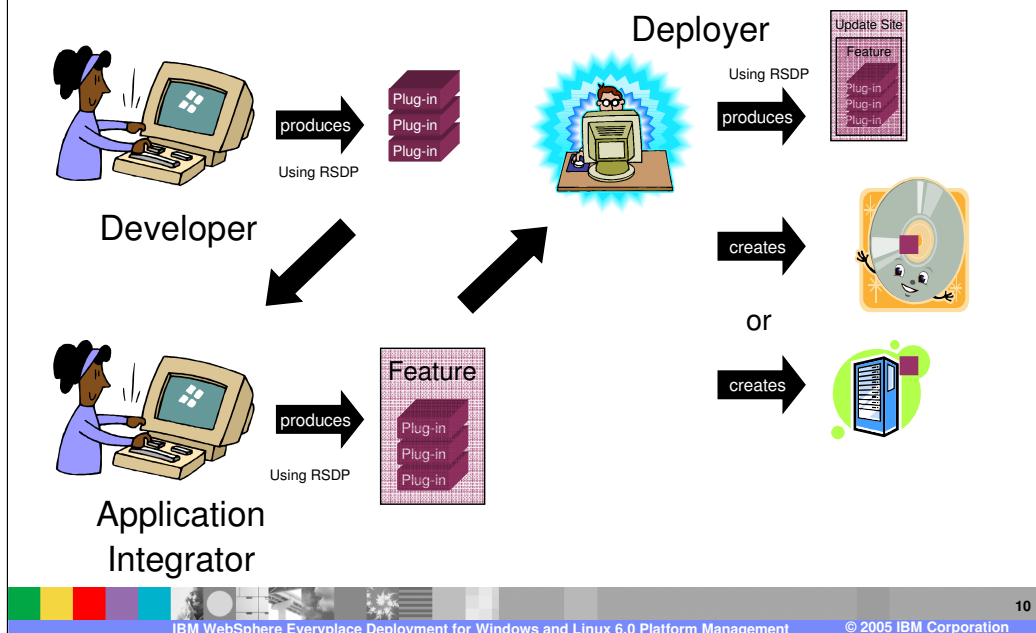 Deployer
Update Site
Feature
Plug-in
Plug-in
Plug-in
Using RSDP
produces
produces
Using RSDP
Plug-in
Plug-in
Plug-in
Developer
creates
or
creates
Feature
Plug-in
Plug-in
Plug-in
produces
Using RSDP
Application
Integrator
10
IBM WebSphere Everyplace Deployment for Windows and Linux 6.0 Platform Management
© 2005 IBM Corporation